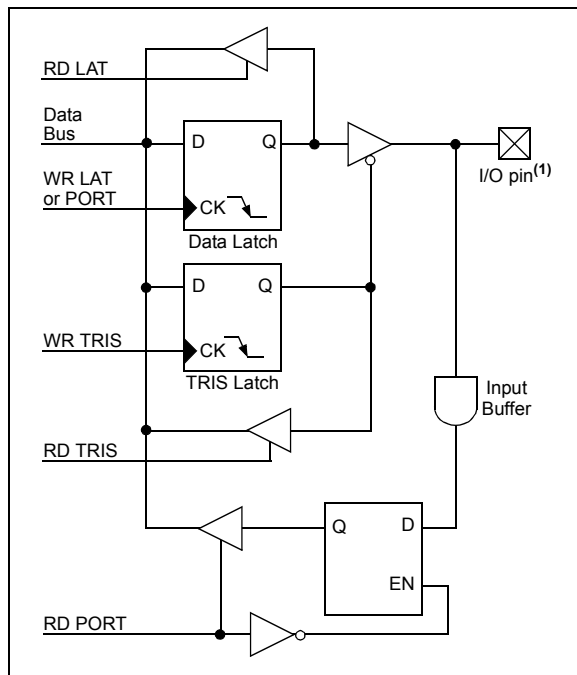 RD LAT
Data
Bus
D Q
WR LAT
or PORT
CK
I/O pin(1)
Data Latch
D Q
WR TRIS
CK
TRIS Latch
Input
Buffer
RD TRIS
Q D
EN
RD PORT